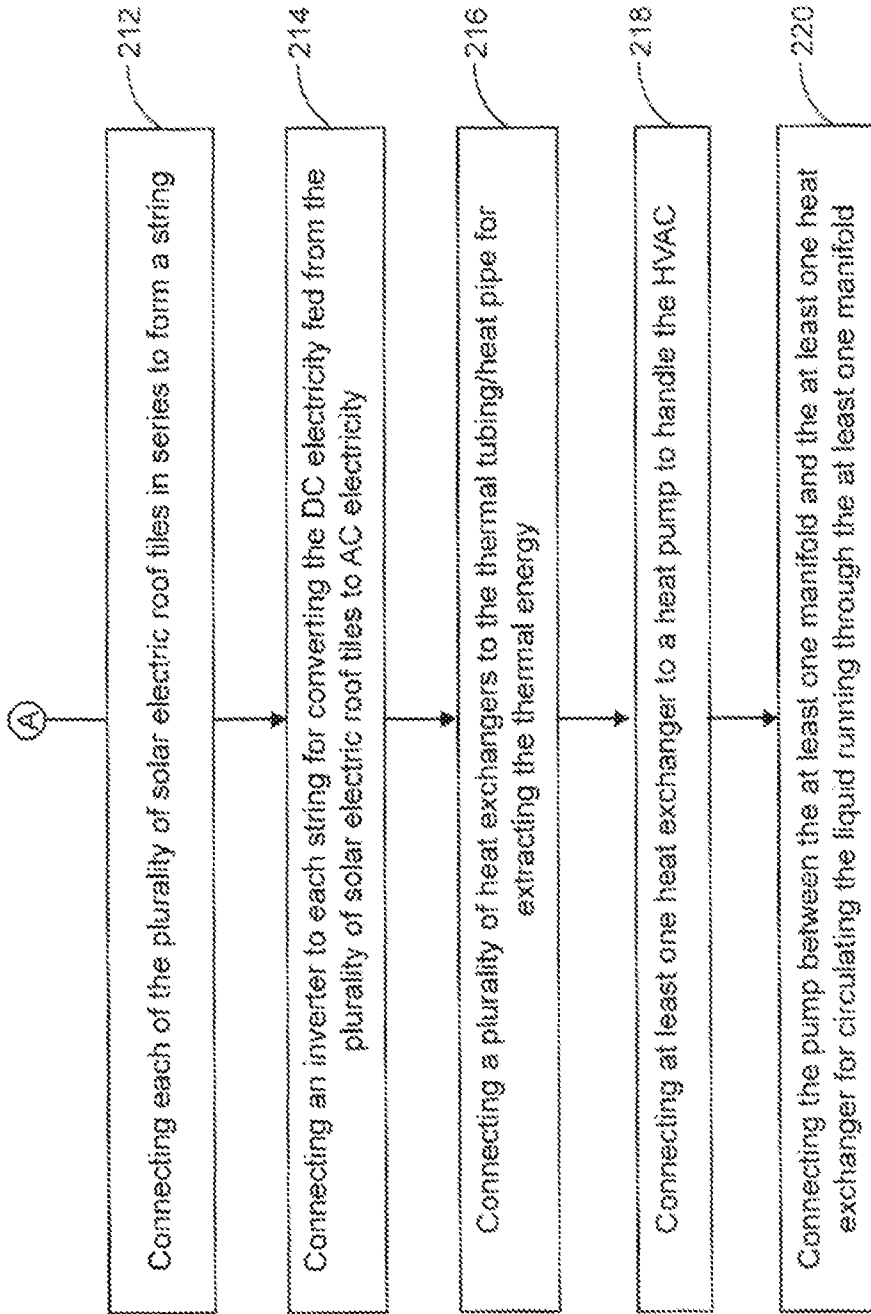 A
Connecting each of the plurality of solar electric roof tiles in series to form a string
212
Connecting an inverter to each string for converting the DC electricity fed from the
plurality of solar electric roof tiles to AC electricity
214
Connecting a plurality of heat exchangers to the thermal tubing/heat pipe for
extracting the thermal energy
216
Connecting at least one heat exchanger to a heat pump to handle the HVAC
218
Connecting the pump between the at least one manifold and the at least one heat
exchanger for circulating the liquid running through the at least one manifold
220